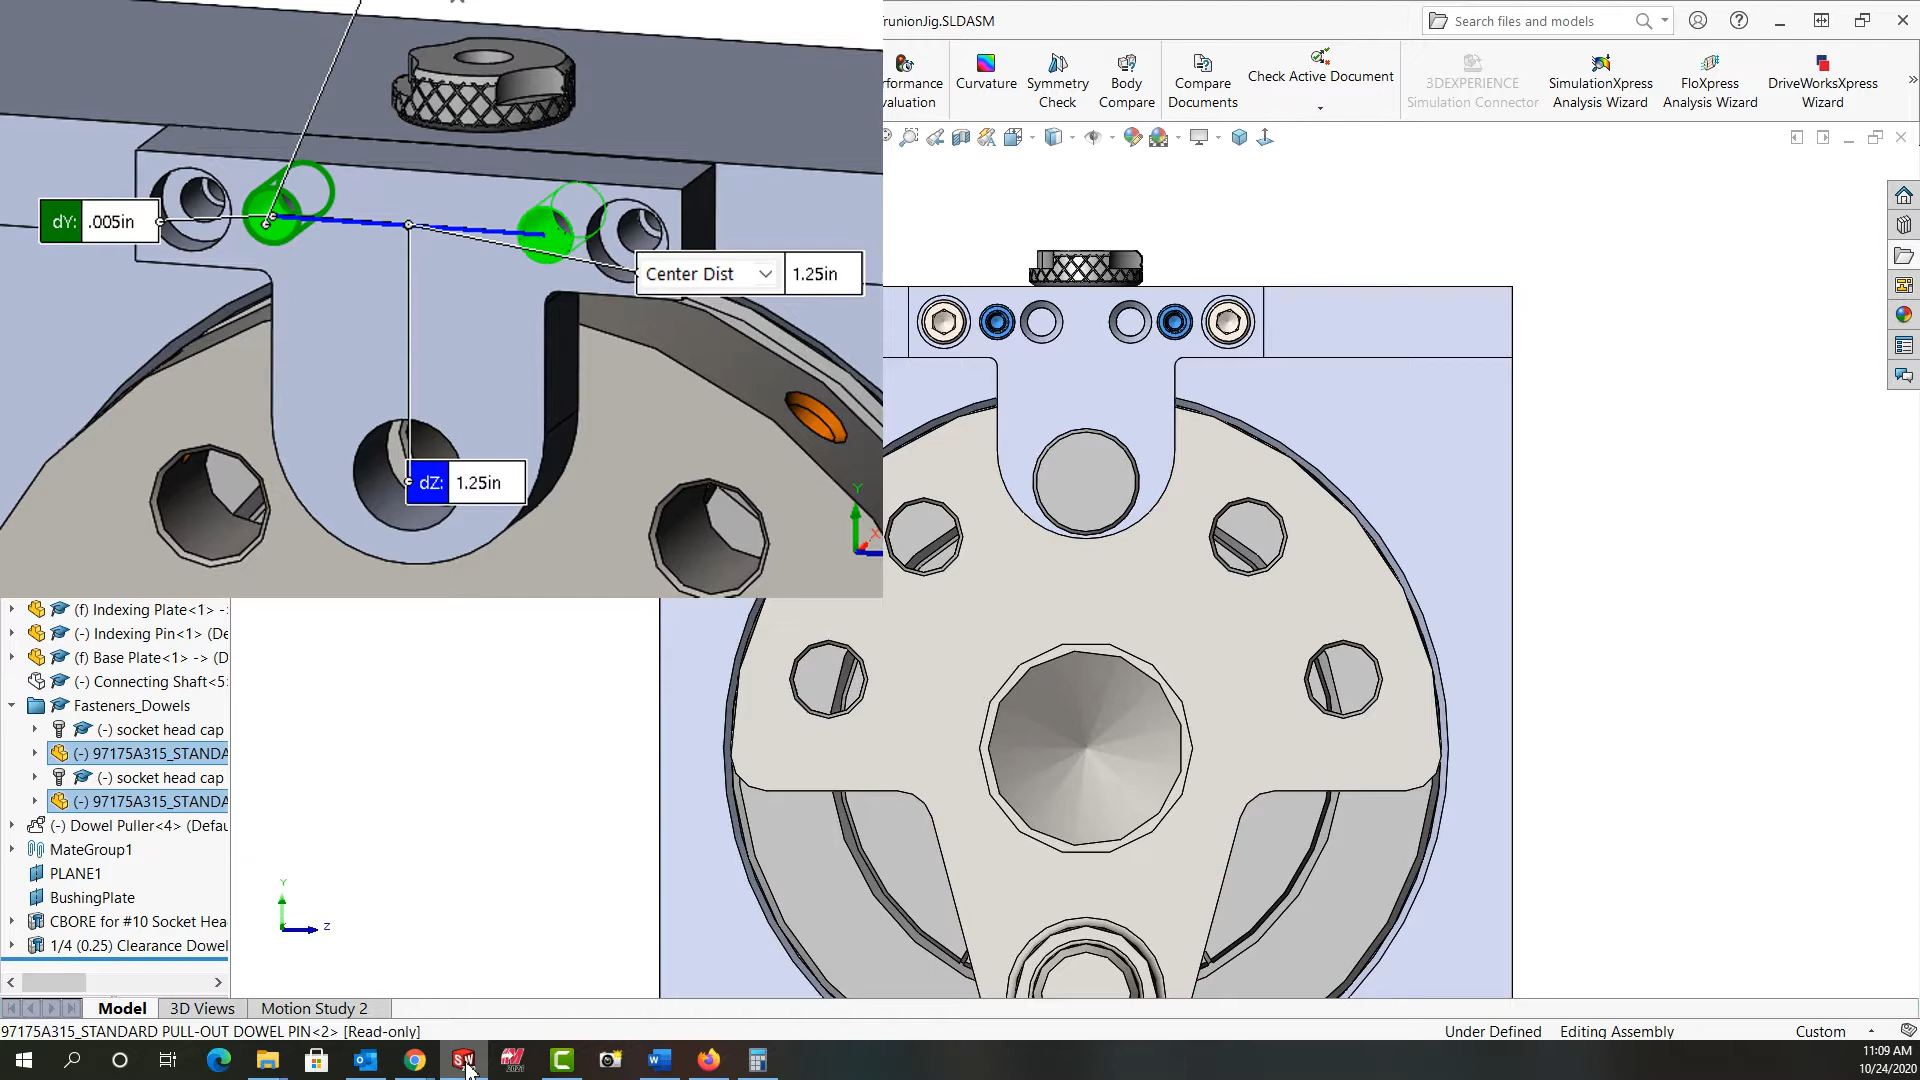 runionJig.SLDASM
Search files and models
rformance
valuation
Curvature
Symmetry
Check
Body
Compare
Compare
Documents
Check Active Document
3DEXPERIENCE
Simulation Connector
SimulationXpress
Analysis Wizard
FloXpress
Analysis Wizard
DriveWorksXpress
Wizard
dY: .005in
Center Dist 1.25in
dZ: 1.25in
Y
X
(f) Indexing Plate<1> -
(-) Indexing Pin<1> (De
(f) Base Plate<1> -> (D
(-) Connecting Shaft<5
Fasteners_Dowels
(-) socket head cap
(-) 97175A315_STANDA
(-) socket head cap
(-) 97175A315_STANDA
(-) Dowel Puller<4> (Defau
MateGroup1
PLANE1
BushingPlate
CBORE for #10 Socket Hea
1/4 (0.25) Clearance Dowel
Y
Z
Model 3D Views Motion Study 2
97175A315_STANDARD PULL-OUT DOWEL PIN<2> [Read-only] Under Defined Editing Assembly Custom
SW
2021
11:09 AM
10/24/2020